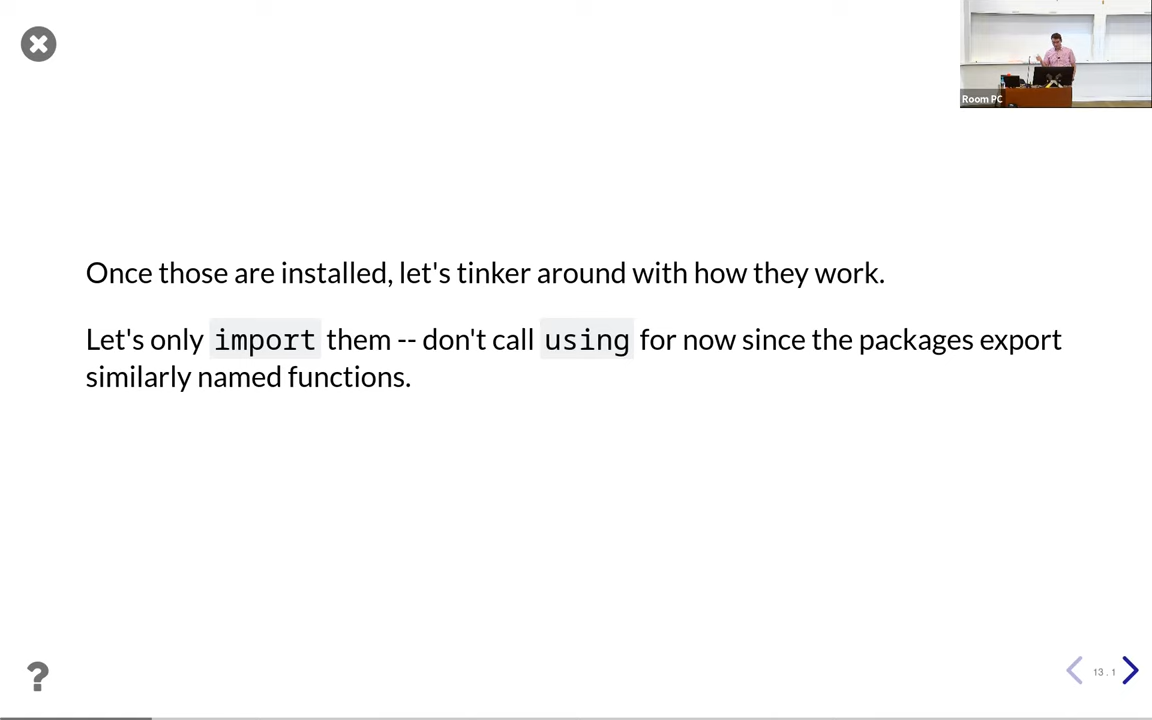 Room PC
Once those are installed, let's tinker around with how they work.
Let's only import them -- don't call using for now since the packages export
similarly named functions.
?
13.1